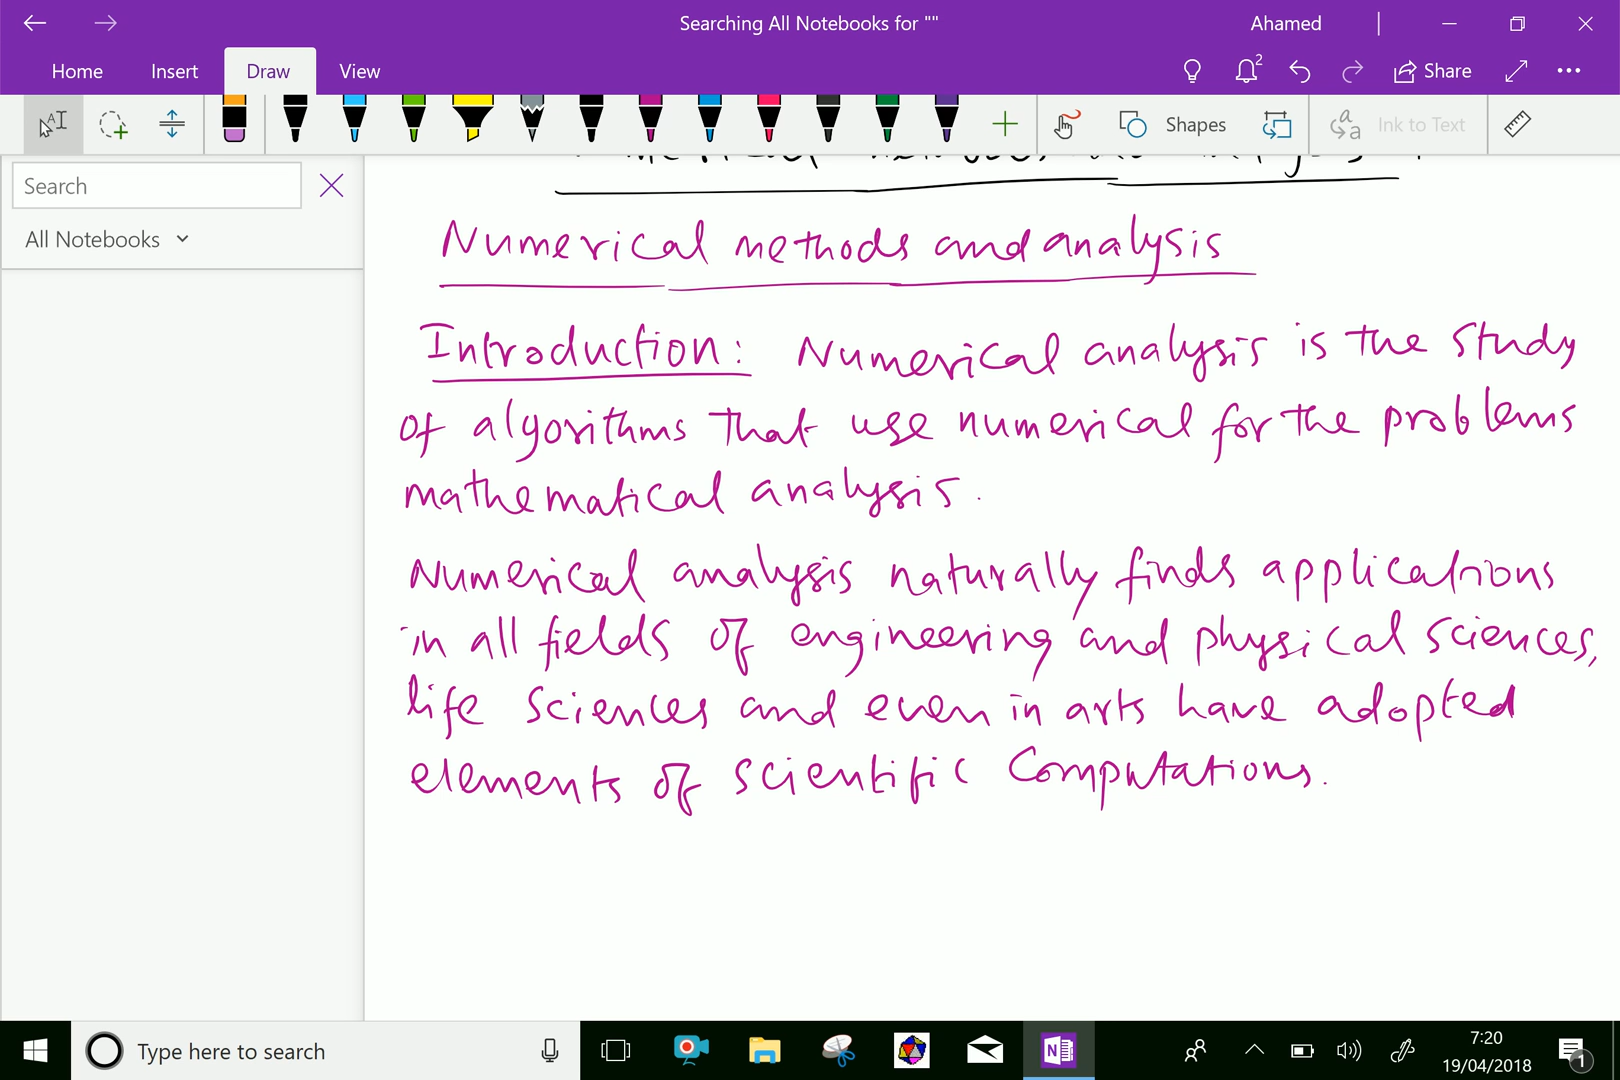 Searching All Notebooks for ""
Ahamed
Home
Insert
Draw
View
2
Share
Shapes
Ink to Text
Search
All Notebooks
Numerical methods and analysis
Introduction: Numerical analysis is the study
of algorithms that use numerical for the problems
mathematical analysis.
Numerical analysis naturally finds applications
in all fields of engineering and physical sciences,
life sciences and even in arts have adopted
elements of scientific Computations.
Type here to search
7:20
19/04/2018
1